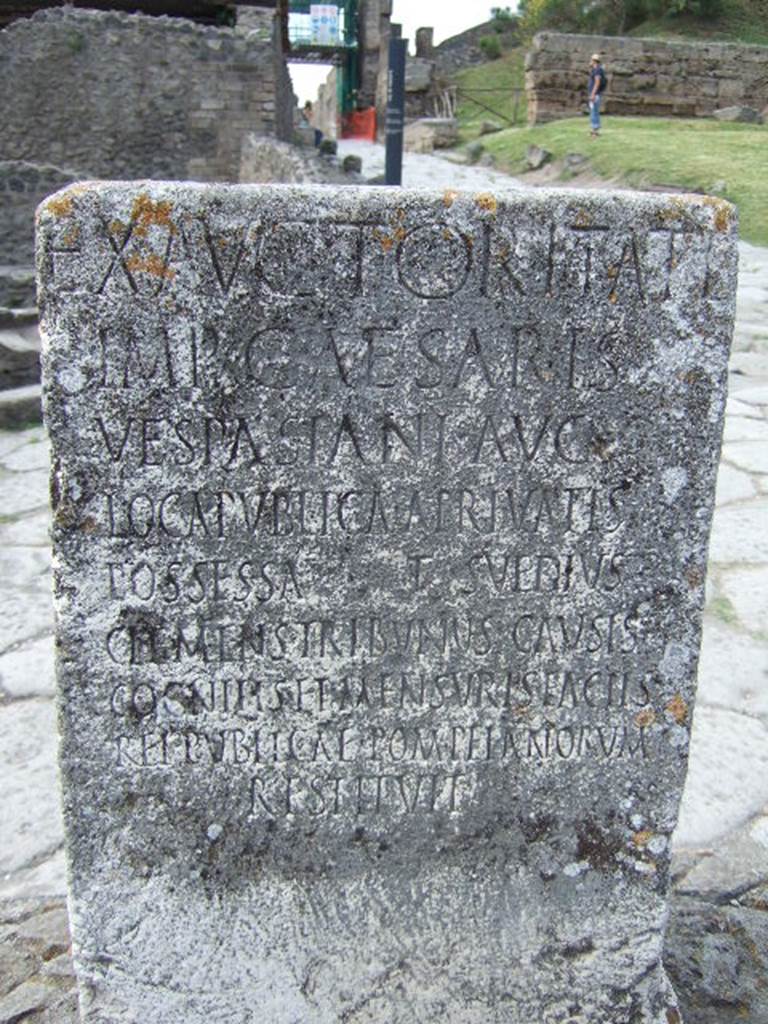 EX AVCTORITATE
IMP CAESARIS
VESPASIANI AVG
LOCA PVBLICA A PRIVATIS
POSSESSA T SVEDIVS
CLEMENS TRIBVNVS CAVSIS
COGNITIS ET MENSVRIS FACTIS
REI PVBLICAE POMPEIANORVM
RESTITVIT